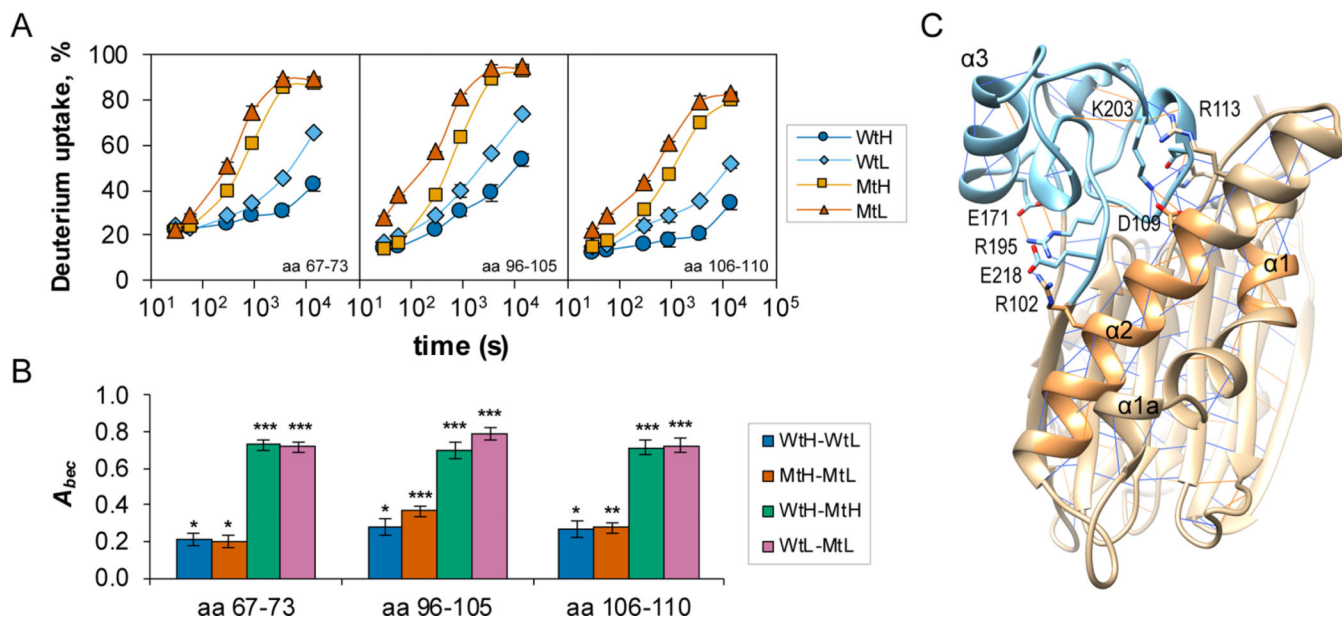 A
Deuterium uptake, %
100
80
60
40
20
0
aa 67-73
aa 96-105
aa 106-110
10¹ 10² 10³ 10⁴ 10¹ 10² 10³ 10⁴ 10¹ 10² 10³ 10⁴ 10⁵
time (s)
WtH
WtL
MtH
MtL
B
A_bec
1.0
0.8
0.6
0.4
0.2
0.0
* * *** *** * *** *** *** * ** *** ***
aa 67-73 aa 96-105 aa 106-110
WtH-WtL
MtH-MtL
WtH-MtH
WtL-MtL
C
α3
K203
R113
E171
D109
R195
E218
α1
R102
α2
α1a